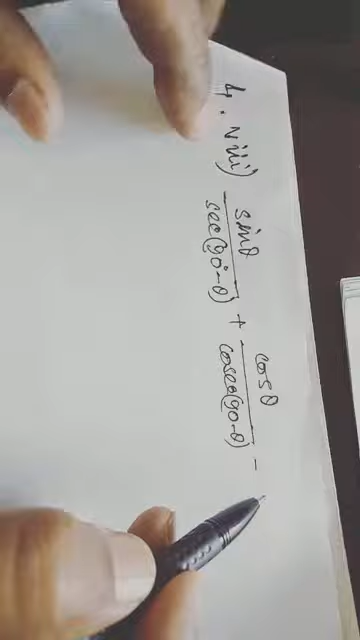 4. viii) sinθ/sec(90°-θ) + cosθ/cosec(90-θ) -